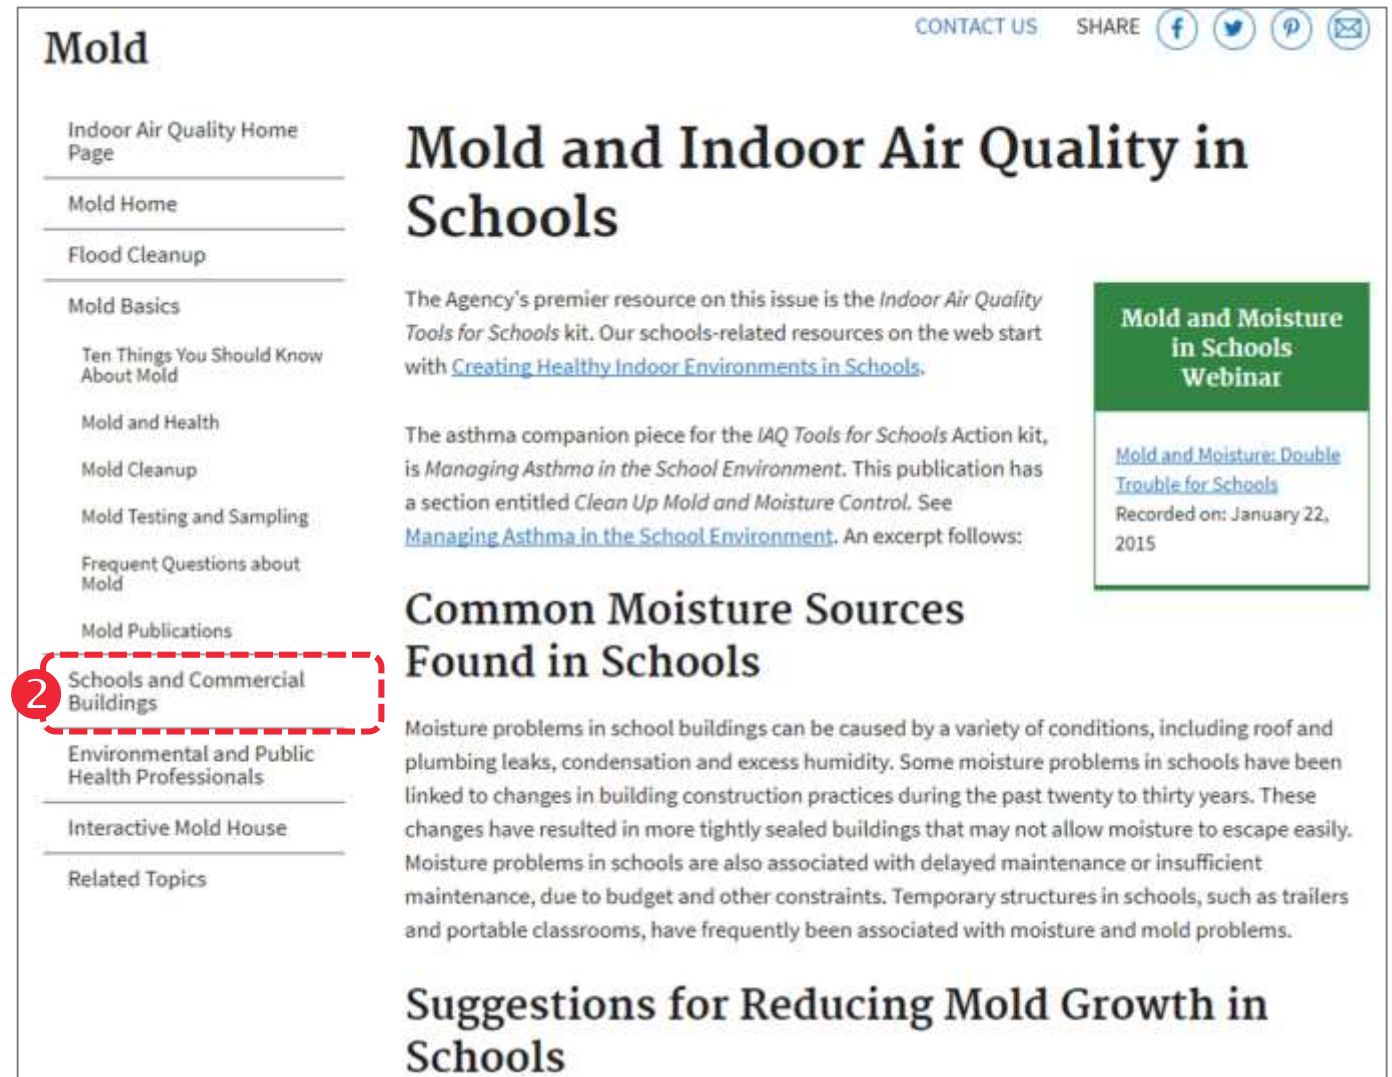 Mold
CONTACT US
SHARE
Indoor Air Quality Home
Page
Mold Home
Flood Cleanup
Mold Basics
Ten Things You Should Know
About Mold
Mold and Health
Mold Cleanup
Mold Testing and Sampling
Frequent Questions about
Mold
Mold Publications
2
Schools and Commercial
Buildings
Environmental and Public
Health Professionals
Interactive Mold House
Related Topics
Mold and Indoor Air Quality in
Schools
The Agency's premier resource on this issue is the Indoor Air Quality
Tools for Schools kit. Our schools-related resources on the web start
with Creating Healthy Indoor Environments in Schools.
The asthma companion piece for the IAQ Tools for Schools Action kit,
is Managing Asthma in the School Environment. This publication has
a section entitled Clean Up Mold and Moisture Control. See
Managing Asthma in the School Environment. An excerpt follows:
Mold and Moisture
in Schools
Webinar
Mold and Moisture: Double
Trouble for Schools
Recorded on: January 22,
2015
Common Moisture Sources
Found in Schools
Moisture problems in school buildings can be caused by a variety of conditions, including roof and
plumbing leaks, condensation and excess humidity. Some moisture problems in schools have been
linked to changes in building construction practices during the past twenty to thirty years. These
changes have resulted in more tightly sealed buildings that may not allow moisture to escape easily.
Moisture problems in schools are also associated with delayed maintenance or insufficient
maintenance, due to budget and other constraints. Temporary structures in schools, such as trailers
and portable classrooms, have frequently been associated with moisture and mold problems.
Suggestions for Reducing Mold Growth in
Schools